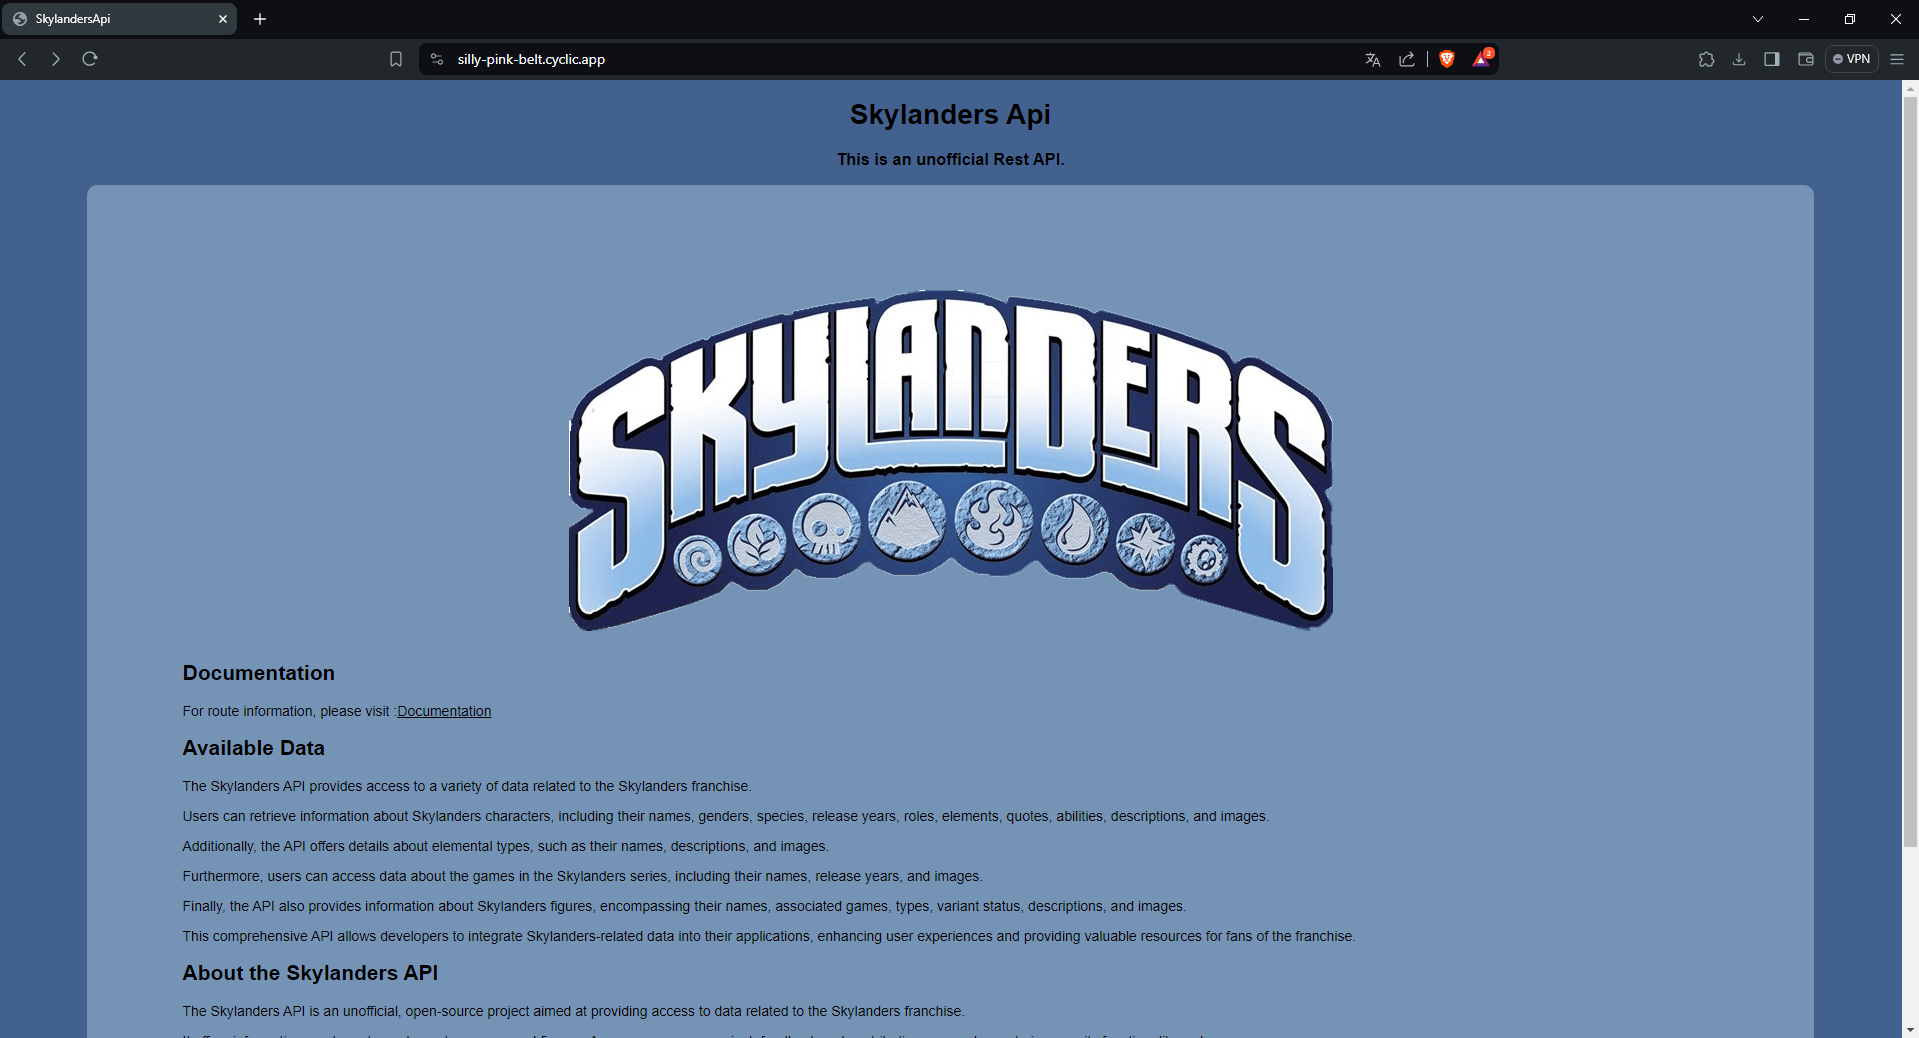 SkylandersApi
silly-pink-belt.cyclic.app
2
VPN
Skylanders Api
This is an unofficial Rest API.
SKYLANDERS
Documentation
For route information, please visit :Documentation
Available Data
The Skylanders API provides access to a variety of data related to the Skylanders franchise.
Users can retrieve information about Skylanders characters, including their names, genders, species, release years, roles, elements, quotes, abilities, descriptions, and images.
Additionally, the API offers details about elemental types, such as their names, descriptions, and images.
Furthermore, users can access data about the games in the Skylanders series, including their names, release years, and images.
Finally, the API also provides information about Skylanders figures, encompassing their names, associated games, types, variant status, descriptions, and images.
This comprehensive API allows developers to integrate Skylanders-related data into their applications, enhancing user experiences and providing valuable resources for fans of the franchise.
About the Skylanders API
The Skylanders API is an unofficial, open-source project aimed at providing access to data related to the Skylanders franchise.